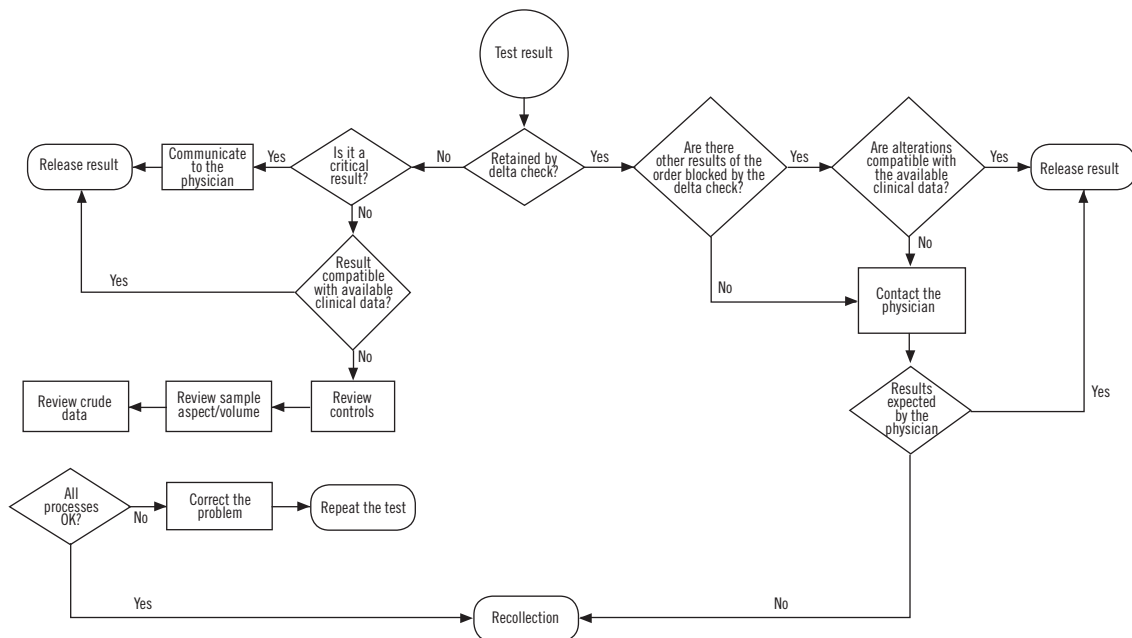 Test result
Release result
Communicate
to the
physician
Yes
Is it a
critical
result?
No
Retained by
delta check?
Yes
Are there
other results of the
order blocked by the
delta check?
Yes
Are alterations
compatible with
the available
clinical data?
Yes
Release result
No
No
Yes
Result
compatible
with available
clinical data?
No
Contact the
physician
No
Review crude
data
Review sample
aspect/volume
Review
controls
Results
expected
by the
physician
Yes
All
processes
OK?
No
Correct the
problem
Repeat the test
Yes
Recollection
No